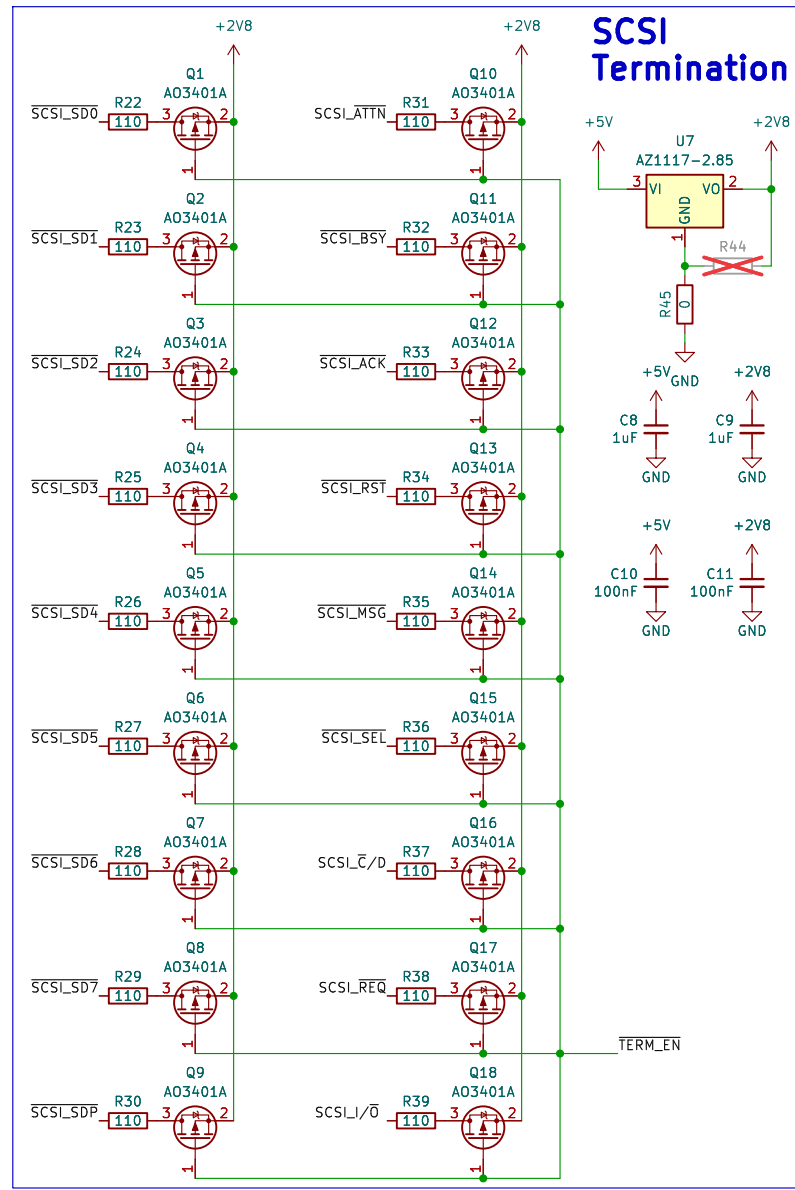 SCSI
Termination
+2V8
+2V8
Q1
AO3401A
SCSI_SD0
R22
110
3
2
1
Q10
AO3401A
SCSI_ATTN
R31
110
3
2
1
Q2
AO3401A
SCSI_SD1
R23
110
3
2
1
Q11
AO3401A
SCSI_BSY
R32
110
3
2
1
Q3
AO3401A
SCSI_SD2
R24
110
3
2
1
Q12
AO3401A
SCSI_ACK
R33
110
3
2
1
Q4
AO3401A
SCSI_SD3
R25
110
3
2
1
Q13
AO3401A
SCSI_RST
R34
110
3
2
1
Q5
AO3401A
SCSI_SD4
R26
110
3
2
1
Q14
AO3401A
SCSI_MSG
R35
110
3
2
1
Q6
AO3401A
SCSI_SD5
R27
110
3
2
1
Q15
AO3401A
SCSI_SEL
R36
110
3
2
1
Q7
AO3401A
SCSI_SD6
R28
110
3
2
1
Q16
AO3401A
SCSI_C/D
R37
110
3
2
1
Q8
AO3401A
SCSI_SD7
R29
110
3
2
1
Q17
AO3401A
SCSI_REQ
R38
110
3
2
1
TERM_EN
Q9
AO3401A
SCSI_SDP
R30
110
3
2
1
Q18
AO3401A
SCSI_I/O
R39
110
3
2
1
+5V
+2V8
U7
AZ1117-2.85
3
VI
VO
2
GND
1
R44
R45
0
GND
+5V
C8
1uF
GND
+2V8
C9
1uF
GND
+5V
C10
100nF
GND
+2V8
C11
100nF
GND